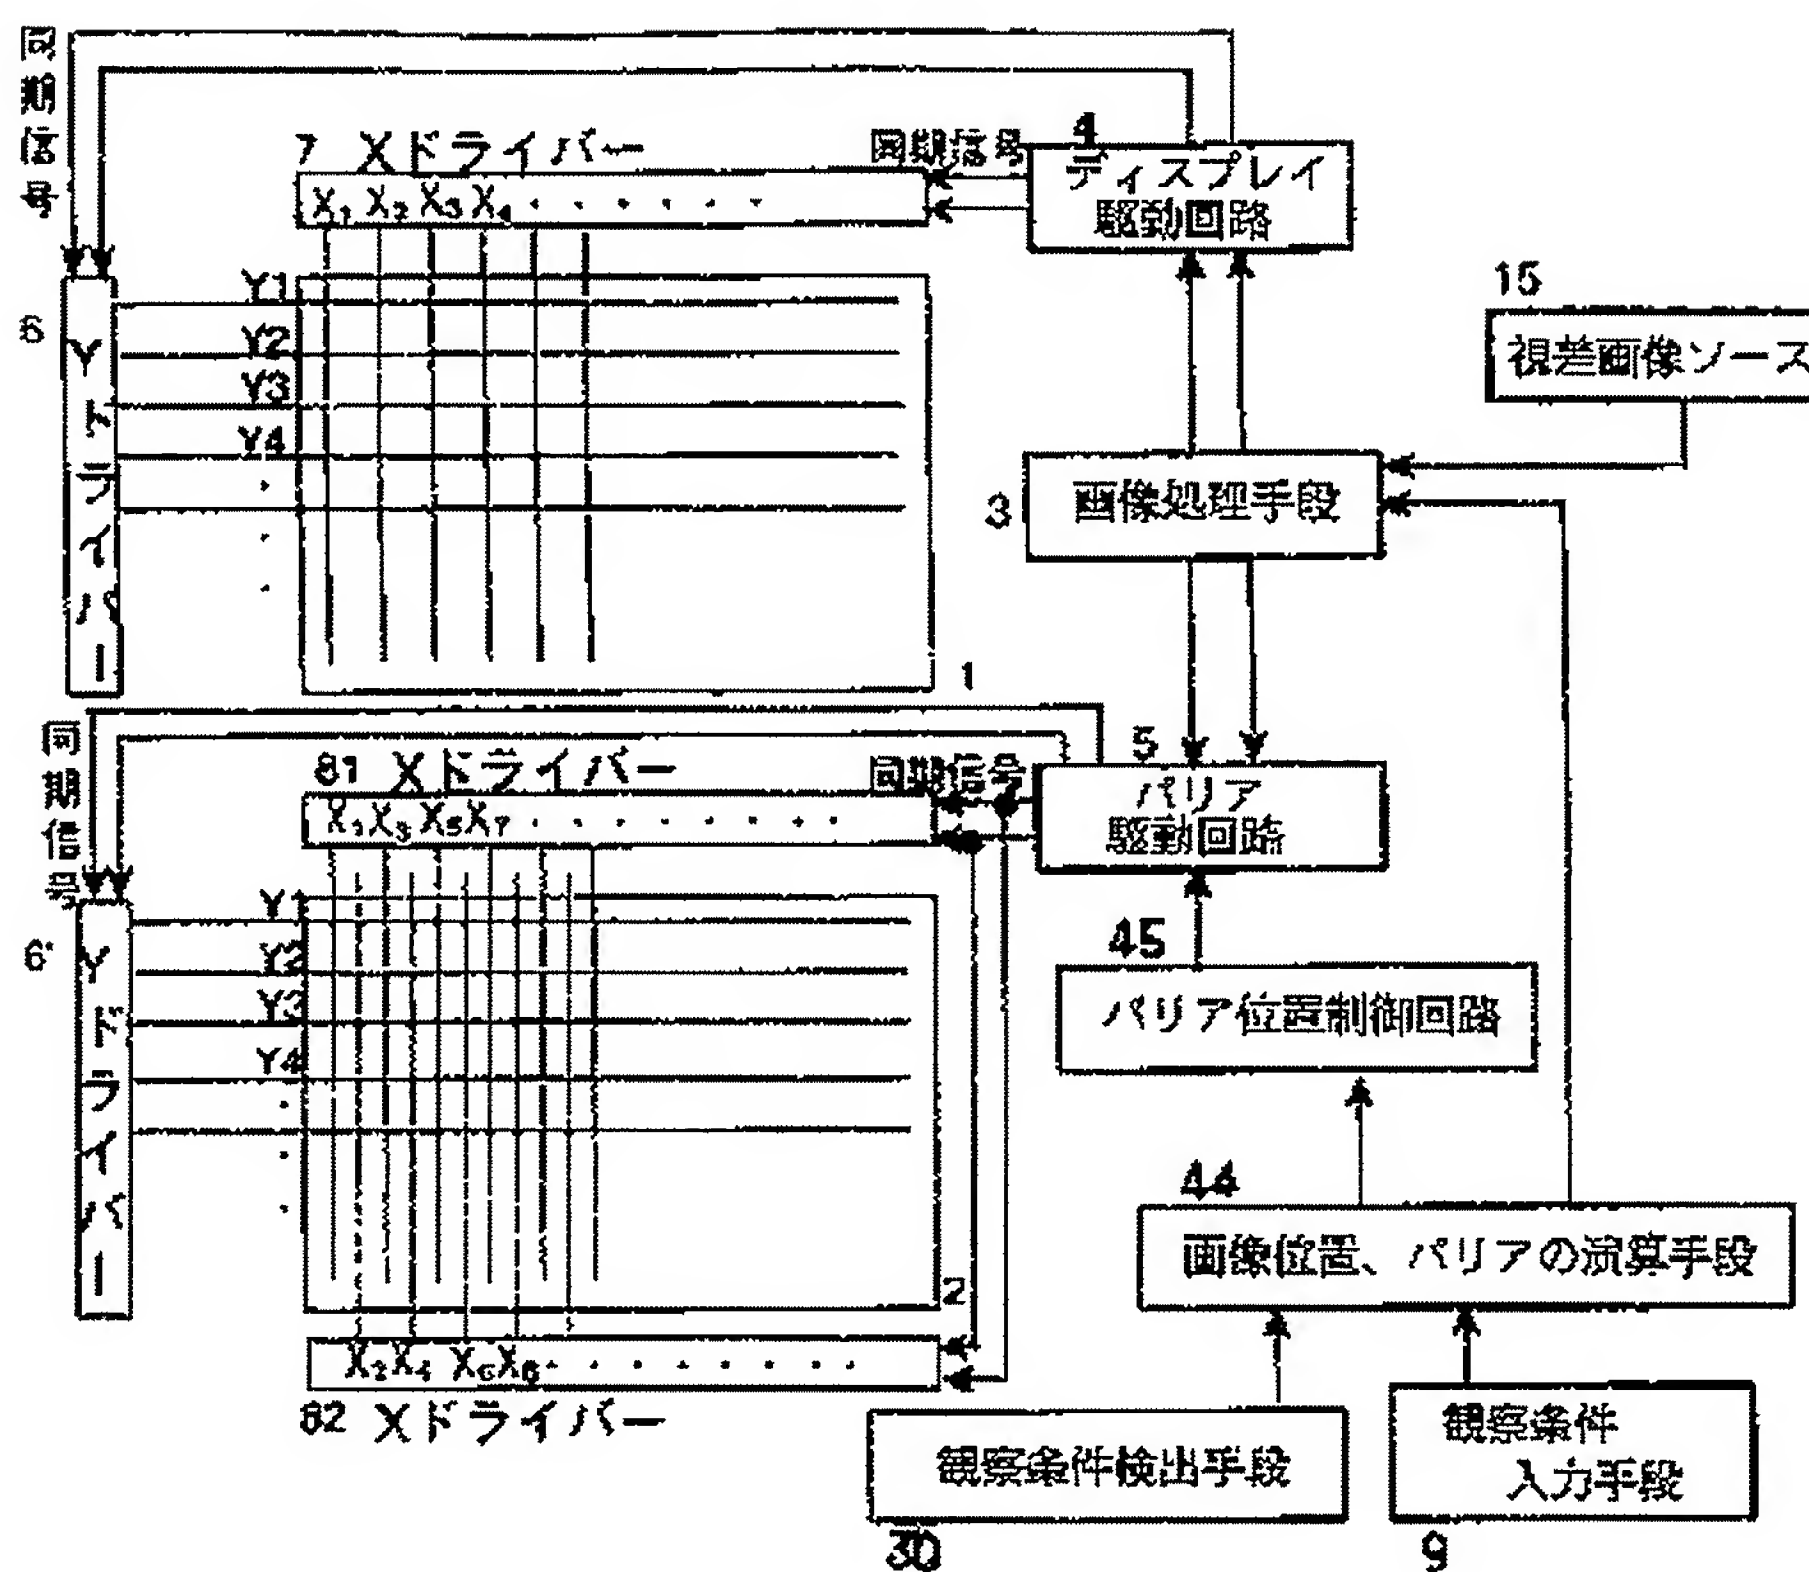 同期信号
7 Xドライバー
同期信号
4
ディスプレイ
駆動回路
X1 X2 X3 X4 ・・・・・・
15
視差画像ソース
6
Yドライバー
Y1
Y2
Y3
Y4
・
・
・
3
画像処理手段
1
同期信号
81 Xドライバー
同期信号
5
バリア
駆動回路
X1 X3 X5 X7 ・・・・・・・・
6'
Yドライバー
Y1
Y2
Y3
Y4
・
・
・
45
バリア位置制御回路
44
画像位置、バリアの演算手段
2
X2 X4 X6 X8 ・・・・・・・・
82 Xドライバー
観察条件検出手段
30
観察条件
入力手段
9